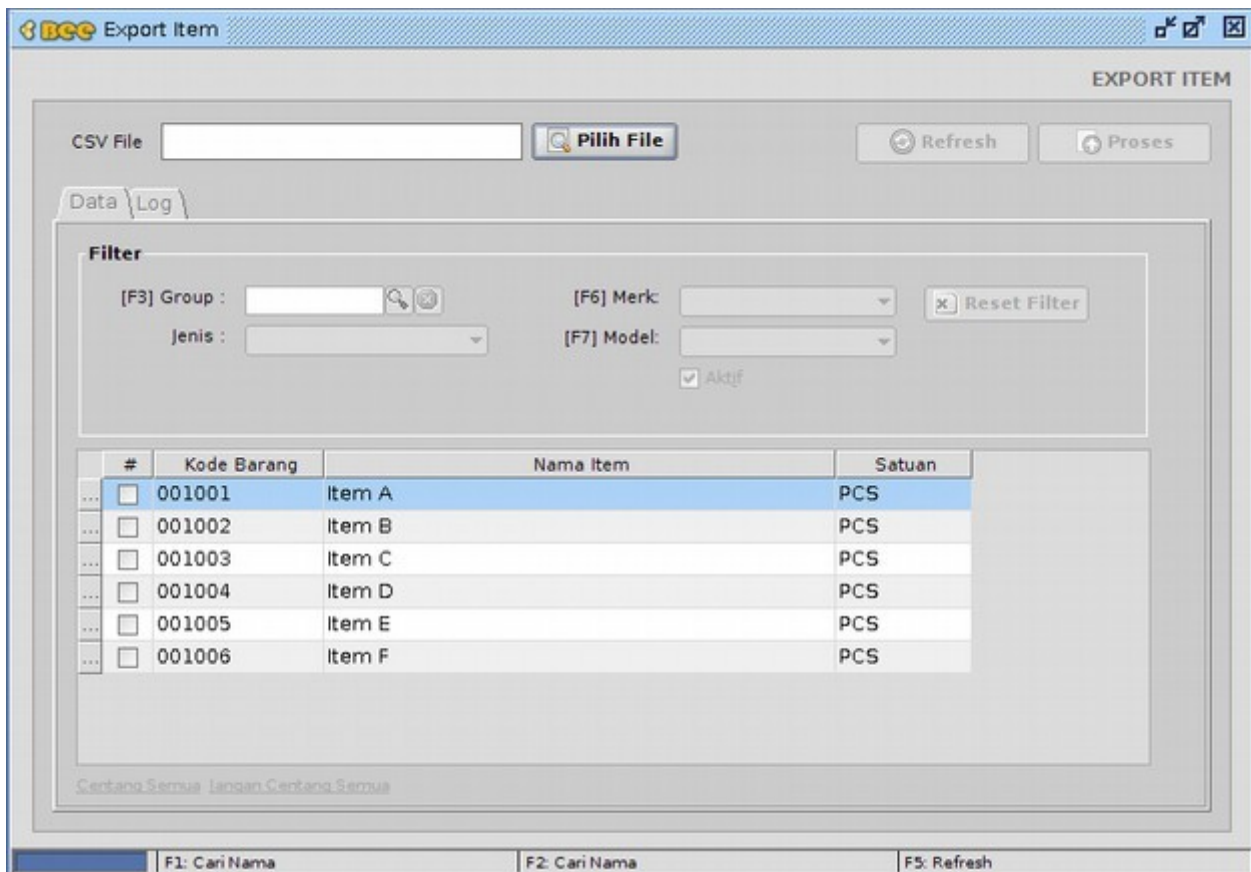 Bee Export Item
EXPORT ITEM
CSV File Pilih File Refresh Proses
Data Log
Filter
[F3] Group : [F6] Merk: Reset Filter
Jenis : [F7] Model:
Aktif
# Kode Barang Nama Item Satuan
... 001001 Item A PCS
... 001002 Item B PCS
... 001003 Item C PCS
... 001004 Item D PCS
... 001005 Item E PCS
... 001006 Item F PCS
Centang Semua Jangan Centang Semua
F1: Cari Nama F2: Cari Nama F5: Refresh